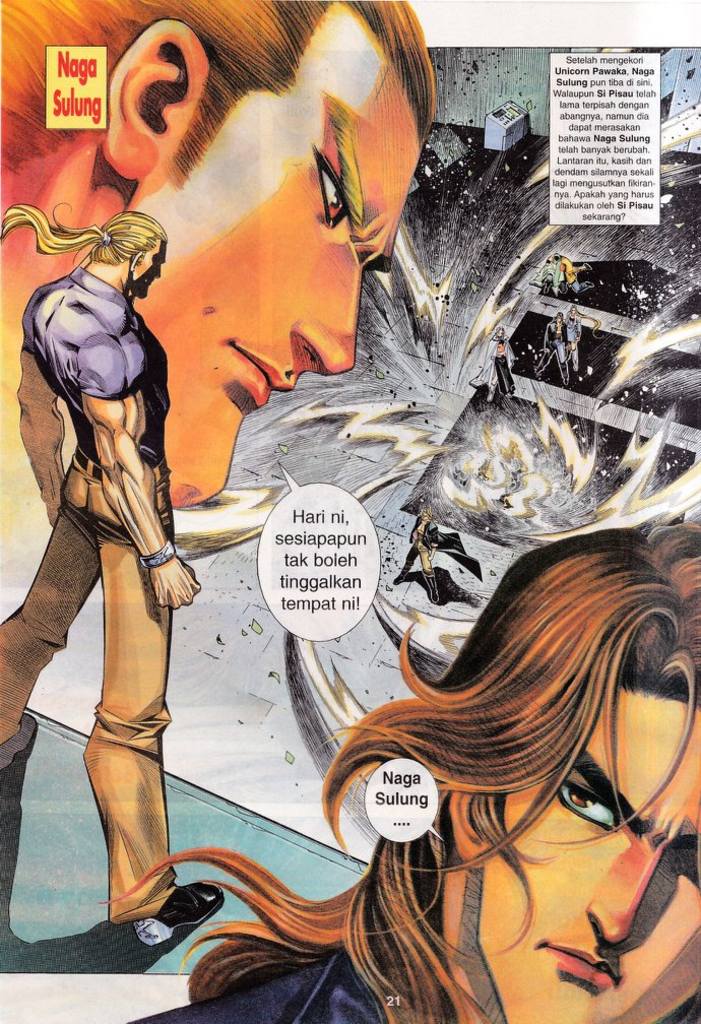 Naga
Sulung
Setelah mengekori
Unicorn Pawaka, Naga
Sulung pun tiba di sini.
Walaupun Si Pisau telah
lama terpisah dengan
abangnya, namun dia
dapat merasakan
bahawa Naga Sulung
telah banyak berubah.
Lantaran itu, kasih dan
dendam silamnya sekali
lagi mengusutkan fikiran-
nya. Apakah yang harus
dilakukan oleh Si Pisau
sekarang?
Hari ni,
sesiapapun
tak boleh
tinggalkan
tempat ni!
Naga
Sulung
....
21